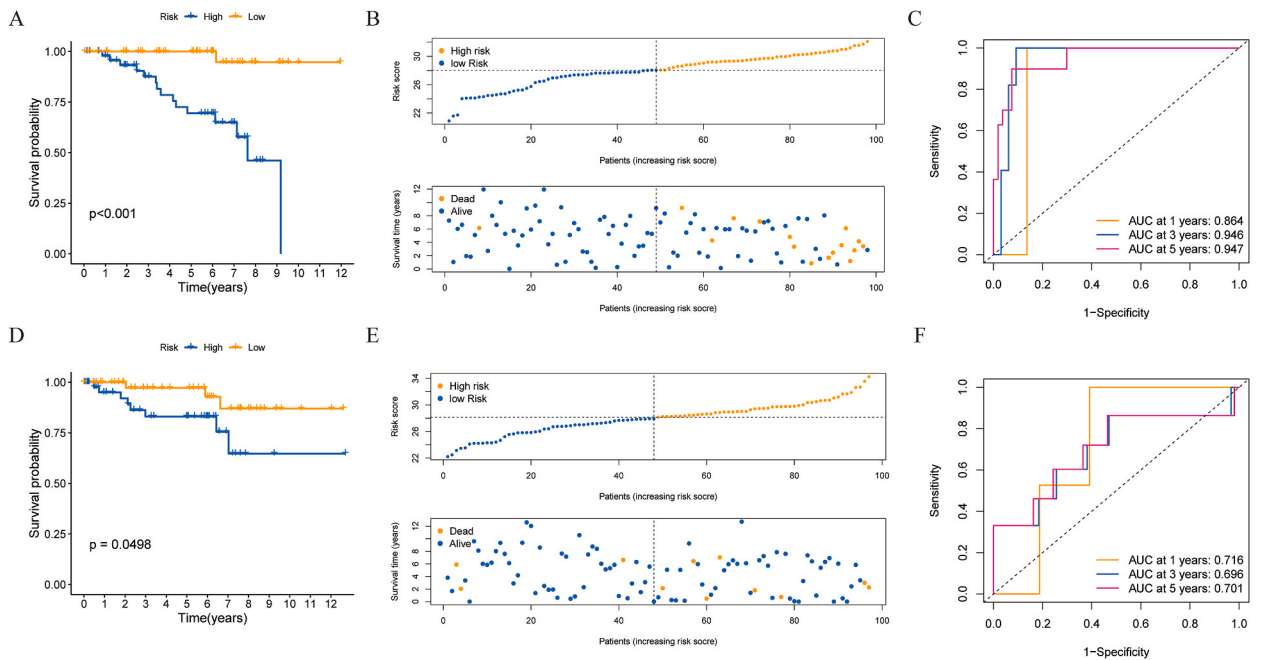 A
Risk High Low
1.00
0.75
0.50
0.25
0.00
Survival probability
p<0.001
0 1 2 3 4 5 6 7 8 9 10 11 12
Time(years)
B
High risk
low Risk
30
26
22
Risk score
0 20 40 60 80 100
Patients (increasing risk socre)
Dead
Alive
12
8
6
4
2
0
Survival time (years)
0 20 40 60 80 100
Patients (increasing risk socre)
C
1.0
0.8
0.6
0.4
0.2
0.0
Sensitivity
AUC at 1 years: 0.864
AUC at 3 years: 0.946
AUC at 5 years: 0.947
0.0 0.2 0.4 0.6 0.8 1.0
1−Specificity
D
Risk High Low
1.00
0.75
0.50
0.25
0.00
Survival probability
p = 0.0498
0 1 2 3 4 5 6 7 8 9 10 11 12
Time(years)
E
High risk
low Risk
34
30
28
26
22
Risk score
0 20 40 60 80 100
Patients (increasing risk socre)
Dead
Alive
12
8
6
4
2
0
Survival time (years)
0 20 40 60 80 100
Patients (increasing risk socre)
F
1.0
0.8
0.6
0.4
0.2
0.0
Sensitivity
AUC at 1 years: 0.716
AUC at 3 years: 0.696
AUC at 5 years: 0.701
0.0 0.2 0.4 0.6 0.8 1.0
1−Specificity